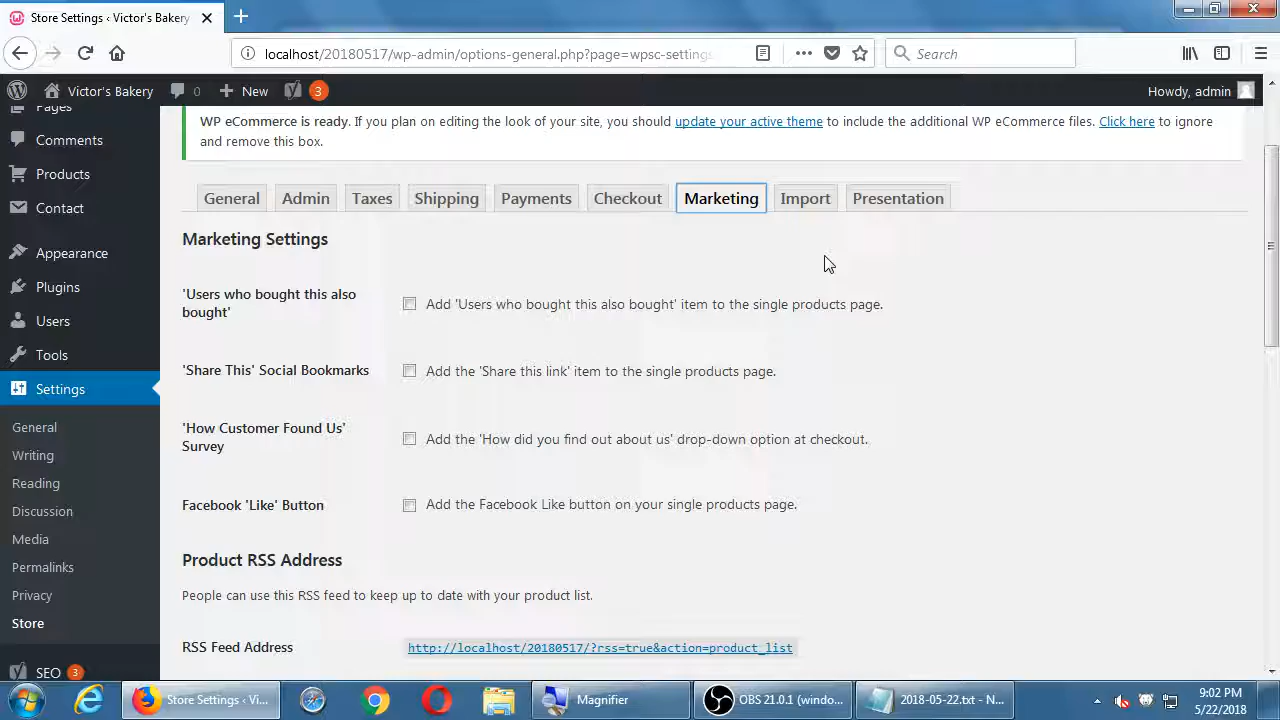 Store Settings ‹ Victor's Bakery
localhost/20180517/wp-admin/options-general.php?page=wpsc-settings
Search
Victor's Bakery
0
New
3
Howdy, admin
Pages
Comments
Products
Contact
Appearance
Plugins
Users
Tools
Settings
General
Writing
Reading
Discussion
Media
Permalinks
Privacy
Store
SEO 3
WP eCommerce is ready. If you plan on editing the look of your site, you should update your active theme to include the additional WP eCommerce files. Click here to ignore
and remove this box.
General Admin Taxes Shipping Payments Checkout Marketing Import Presentation
Marketing Settings
'Users who bought this also
bought'
Add 'Users who bought this also bought' item to the single products page.
'Share This' Social Bookmarks
Add the 'Share this link' item to the single products page.
'How Customer Found Us'
Survey
Add the 'How did you find out about us' drop-down option at checkout.
Facebook 'Like' Button
Add the Facebook Like button on your single products page.
Product RSS Address
People can use this RSS feed to keep up to date with your product list.
RSS Feed Address
http://localhost/20180517/?rss=true&action=product_list
Store Settings ‹ Vi...
Magnifier
OBS 21.0.1 (windo...
2018-05-22.txt - N...
9:02 PM
5/22/2018